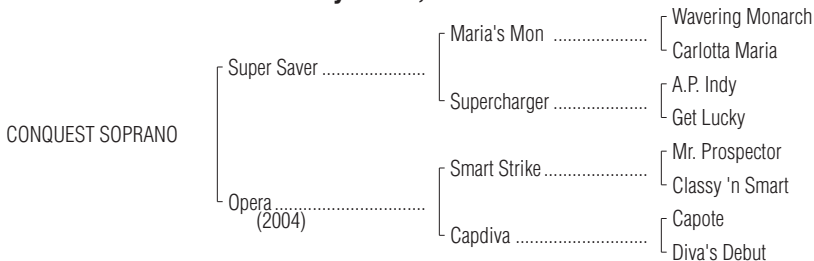 Wavering Monarch
Maria's Mon ....................
Carlotta Maria
Super Saver ......................
A.P. Indy
Supercharger ....................
Get Lucky
CONQUEST SOPRANO
Mr. Prospector
Smart Strike......................
Classy 'n Smart
Opera................................
(2004)
Capote
Capdiva ............................
Diva's Debut